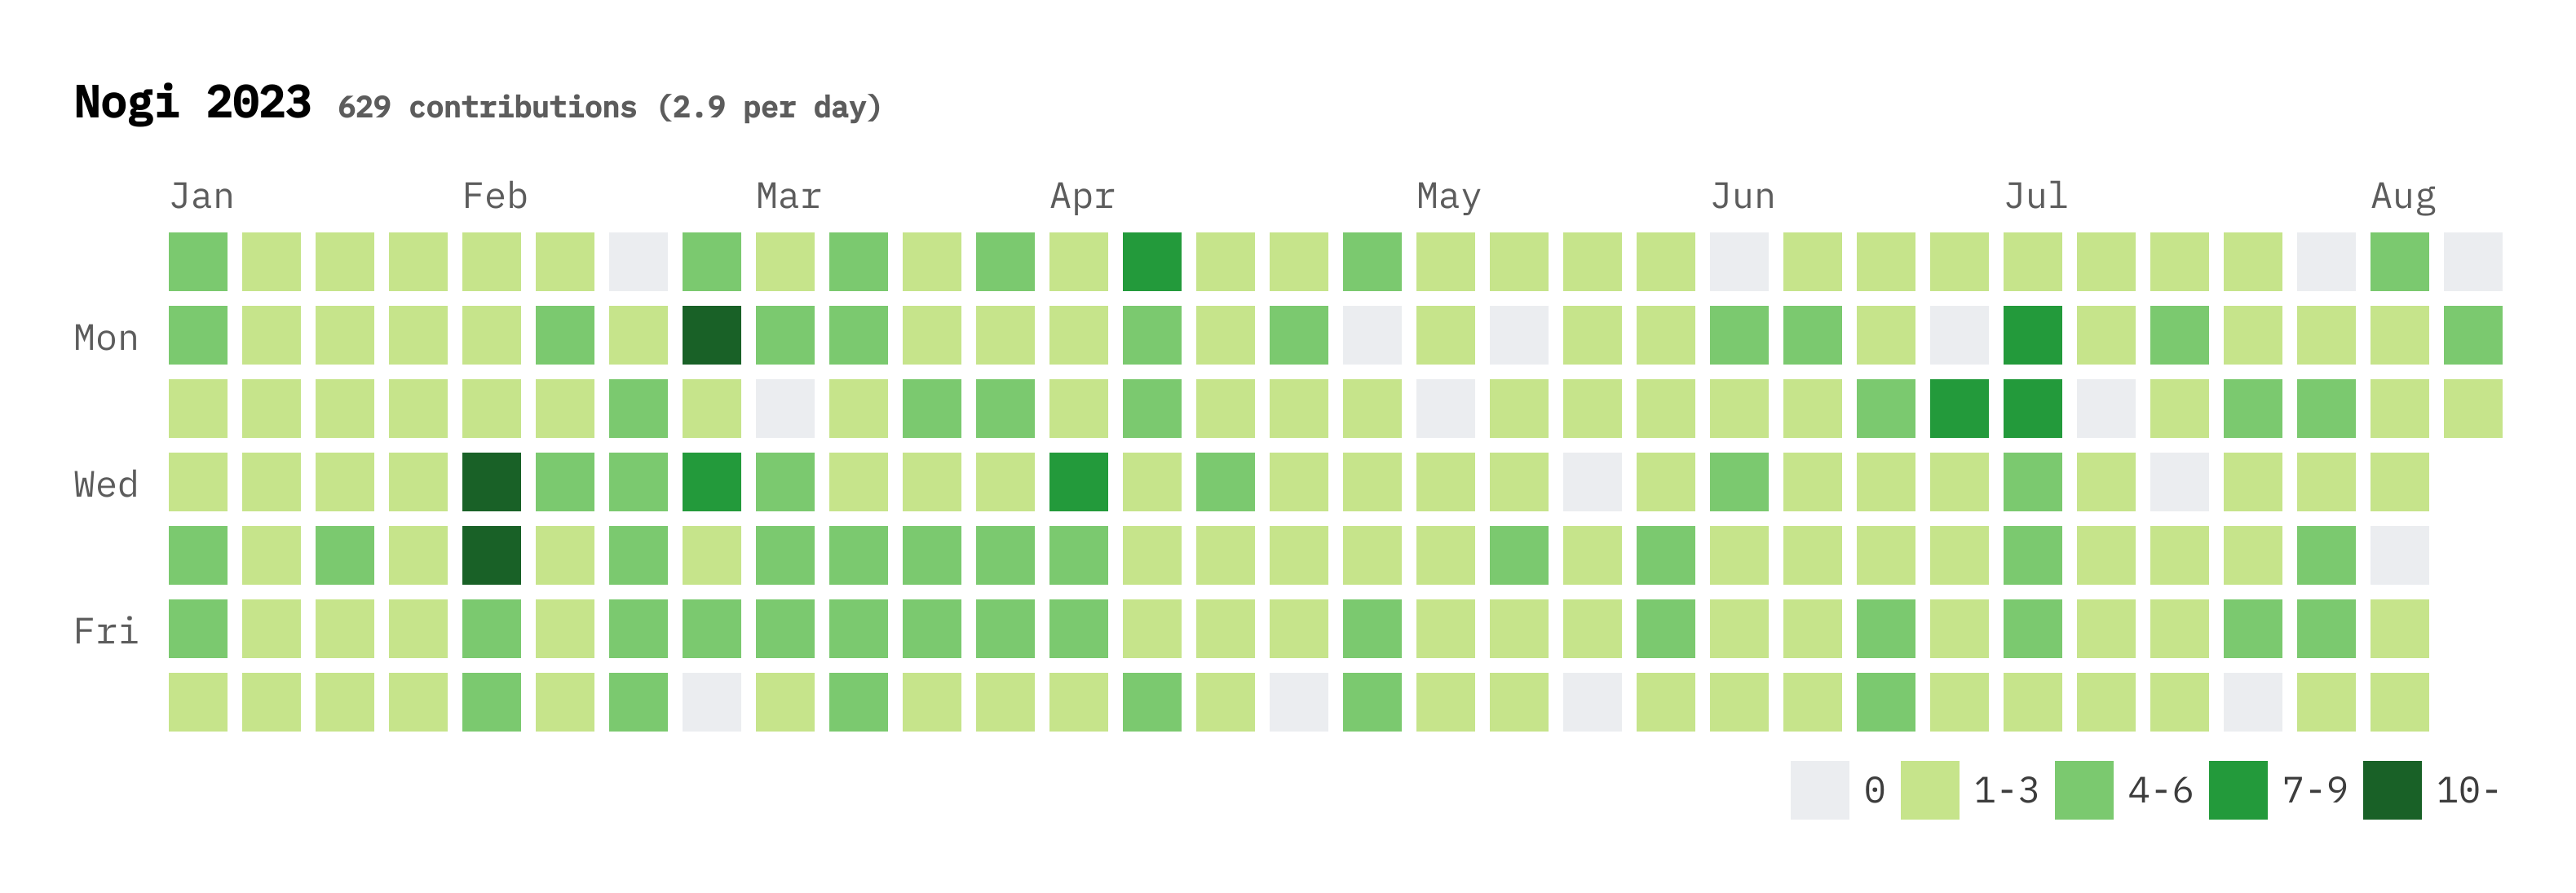 Nogi 2023 629 contributions (2.9 per day)
Jan Feb Mar Apr May Jun Jul Aug
Mon
Wed
Fri
0 1-3 4-6 7-9 10-